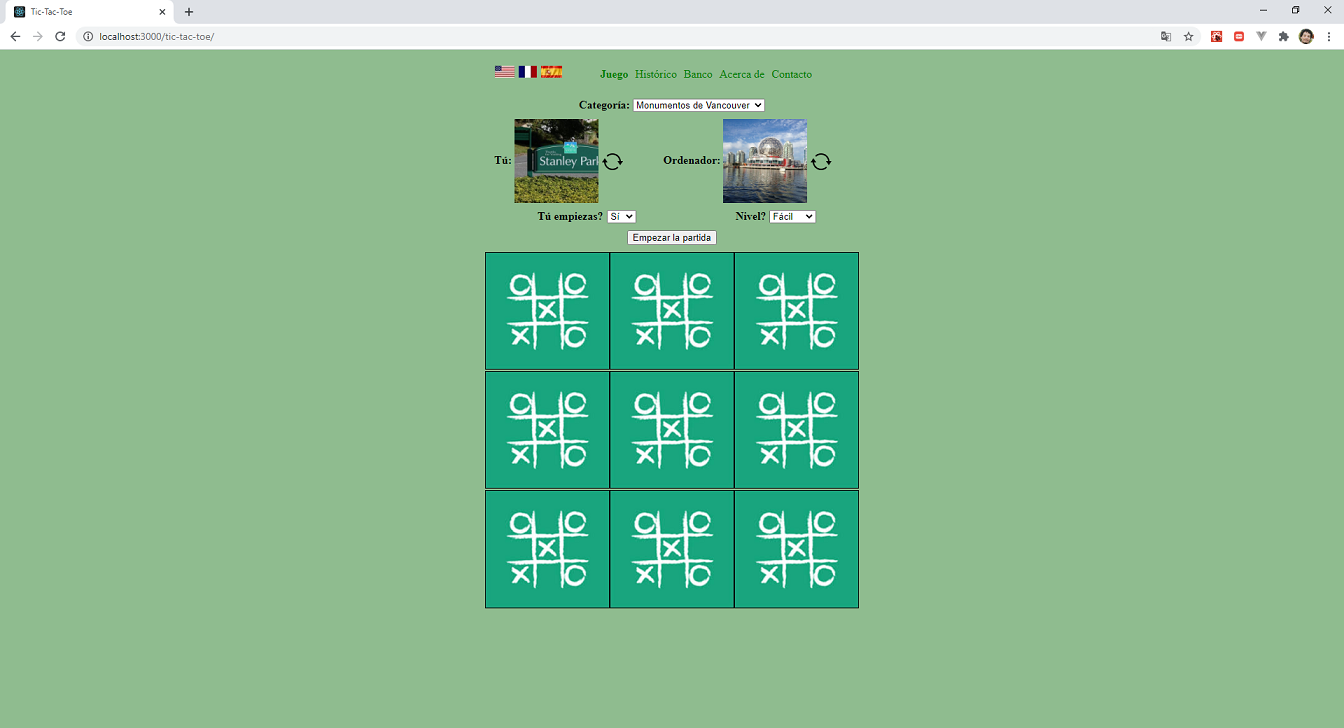 Tic-Tac-Toe
localhost:3000/tic-tac-toe/
Juego Histórico Banco Acerca de Contacto
Categoría: Monumentos de Vancouver
Tú: Stanley Park Ordenador:
Tú empiezas? Sí Nivel? Fácil
Empezar la partida